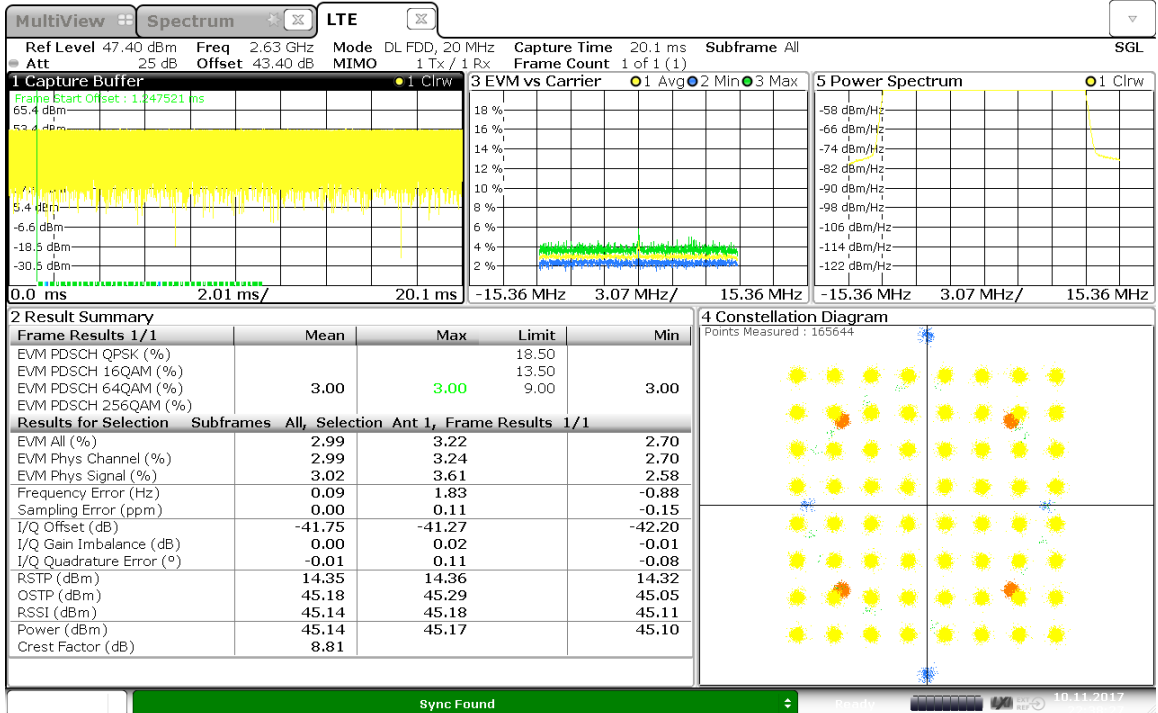 MultiView Spectrum LTE
Ref Level 47.40 dBm Freq 2.63 GHz Mode DL FDD, 20 MHz Capture Time 20.1 ms Subframe All SGL
Att 25 dB Offset 43.40 dB MIMO 1 Tx / 1 Rx Frame Count 1 of 1 (1)
1 Capture Buffer 1 Clrw
Frame Start Offset : 1.247521 ms
65.4 dBm
53.4 dBm
5.4 dBm
-6.6 dBm
-18.6 dBm
-30.6 dBm
0.0 ms 2.01 ms/ 20.1 ms
3 EVM vs Carrier 1 Avg 2 Min 3 Max
18 %
16 %
14 %
12 %
10 %
8 %
6 %
4 %
2 %
-15.36 MHz 3.07 MHz/ 15.36 MHz
5 Power Spectrum 1 Clrw
-58 dBm/Hz
-66 dBm/Hz
-74 dBm/Hz
-82 dBm/Hz
-90 dBm/Hz
-98 dBm/Hz
-106 dBm/Hz
-114 dBm/Hz
-122 dBm/Hz
-15.36 MHz 3.07 MHz/ 15.36 MHz
2 Result Summary
Frame Results 1/1 Mean Max Limit Min
EVM PDSCH QPSK (%) 18.50
EVM PDSCH 16QAM (%) 13.50
EVM PDSCH 64QAM (%) 3.00 3.00 9.00 3.00
EVM PDSCH 256QAM (%)
Results for Selection Subframes All, Selection Ant 1, Frame Results 1/1
EVM All (%) 2.99 3.22 2.70
EVM Phys Channel (%) 2.99 3.24 2.70
EVM Phys Signal (%) 3.02 3.61 2.58
Frequency Error (Hz) 0.09 1.83 -0.88
Sampling Error (ppm) 0.00 0.11 -0.15
I/Q Offset (dB) -41.75 -41.27 -42.20
I/Q Gain Imbalance (dB) 0.00 0.02 -0.01
I/Q Quadrature Error (°) -0.01 0.11 -0.08
RSTP (dBm) 14.35 14.36 14.32
OSTP (dBm) 45.18 45.29 45.05
RSSI (dBm) 45.14 45.18 45.11
Power (dBm) 45.14 45.17 45.10
Crest Factor (dB) 8.81
4 Constellation Diagram
Points Measured : 165644
Sync Found Ready LXI EXT REF 10.11.2017